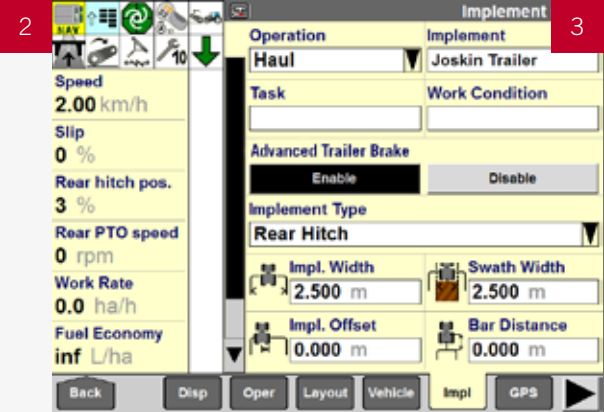 2
3
NAV
10
Implement
Speed
2.00 km/h
Slip
0 %
Rear hitch pos.
3 %
Rear PTO speed
0 rpm
Work Rate
0.0 ha/h
Fuel Economy
inf L/ha
Operation
Implement
Haul
Joskin Trailer
Task
Work Condition
Advanced Trailer Brake
Enable
Disable
Implement Type
Rear Hitch
Impl. Width
Swath Width
2.500 m
2.500 m
Impl. Offset
Bar Distance
0.000 m
0.000 m
Back
Disp
Oper
Layout
Vehicle
Impl
GPS